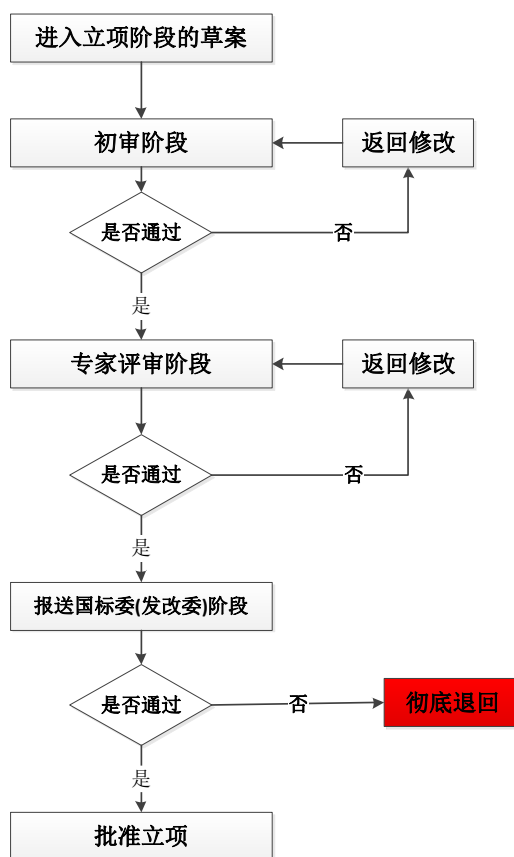 进入立项阶段的草案
初审阶段
返回修改
是否通过
否
是
专家评审阶段
返回修改
是否通过
否
是
报送国标委(发改委)阶段
是否通过
否
彻底退回
是
批准立项